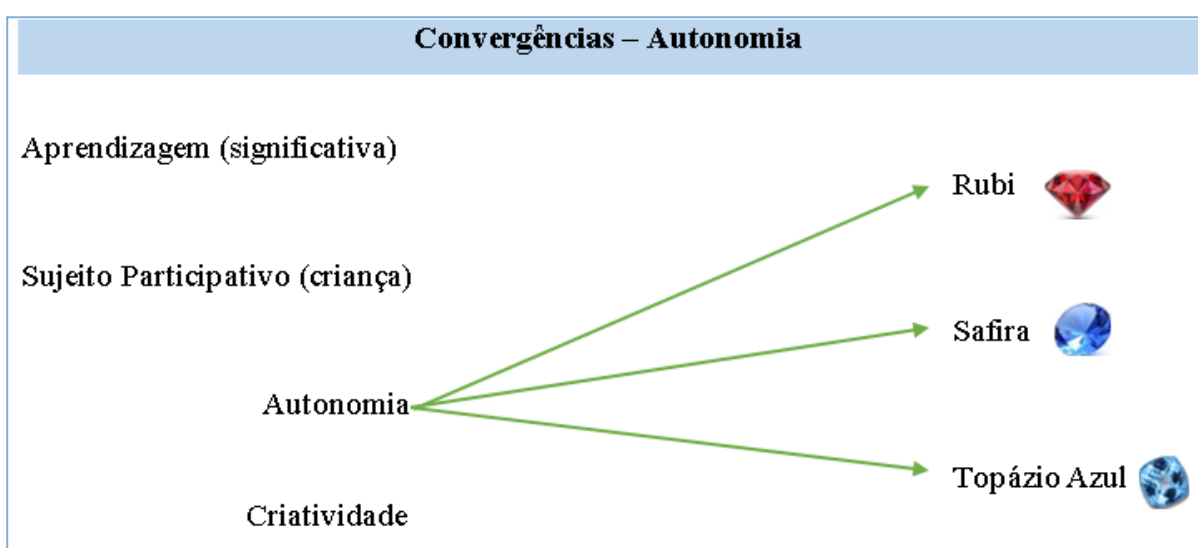 Convergências – Autonomia
Aprendizagem (significativa)
Rubi
Sujeito Participativo (criança)
Safira
Autonomia
Topázio Azul
Criatividade